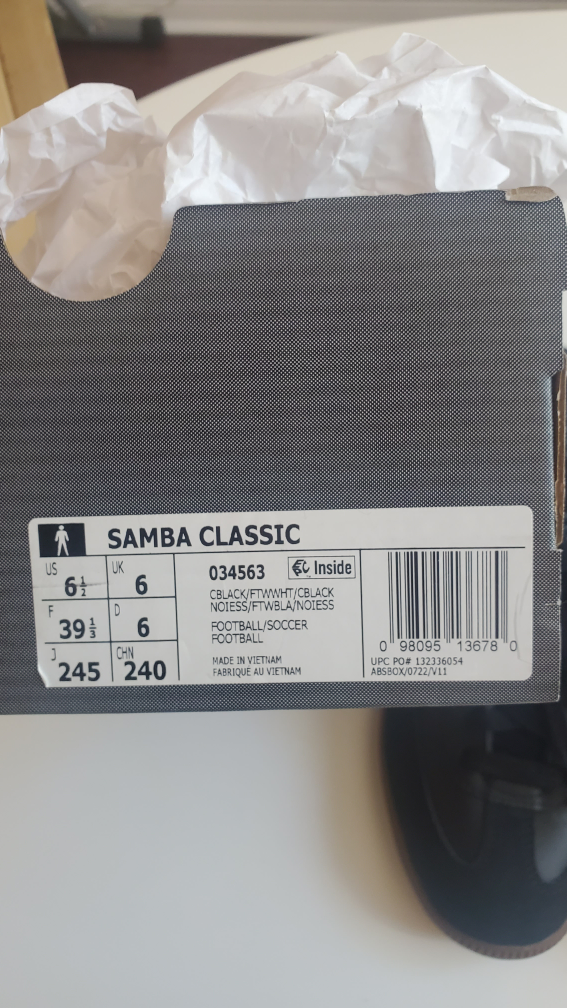 SAMBA CLASSIC
US 6½ UK 6
F 39⅓ D 6
J 245 CHN 240
034563 Inside
CBLACK/FTWWHT/CBLACK
NOIESS/FTWBLA/NOIESS
FOOTBALL/SOCCER
FOOTBALL
MADE IN VIETNAM
FABRIQUÉ AU VIETNAM
0 98095 13678 0
UPC PO# 132336054
ABSBOX/0722/V11